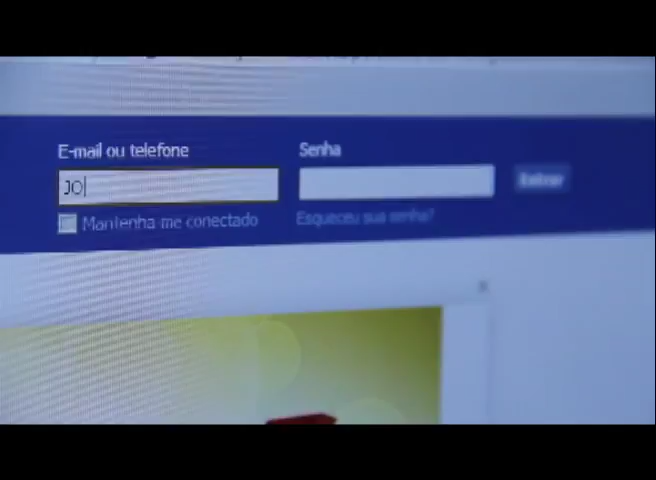 E-mail ou telefone
Senha
JO
Entrar
Mantenha-me conectado
Esqueceu sua senha?